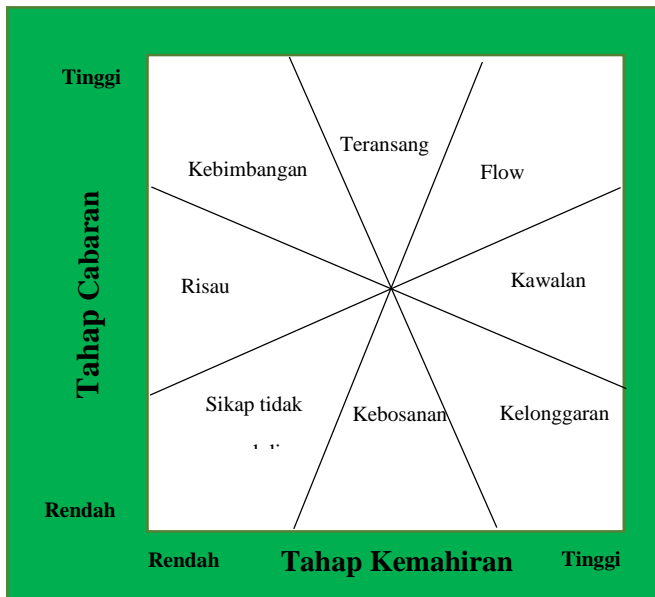 Tinggi
Teransang
Kebimbangan
Flow
Tahap Cabaran
Risau
Kawalan
Sikap tidak
Kebosanan
Kelonggaran
Rendah
Rendah
Tahap Kemahiran
Tinggi